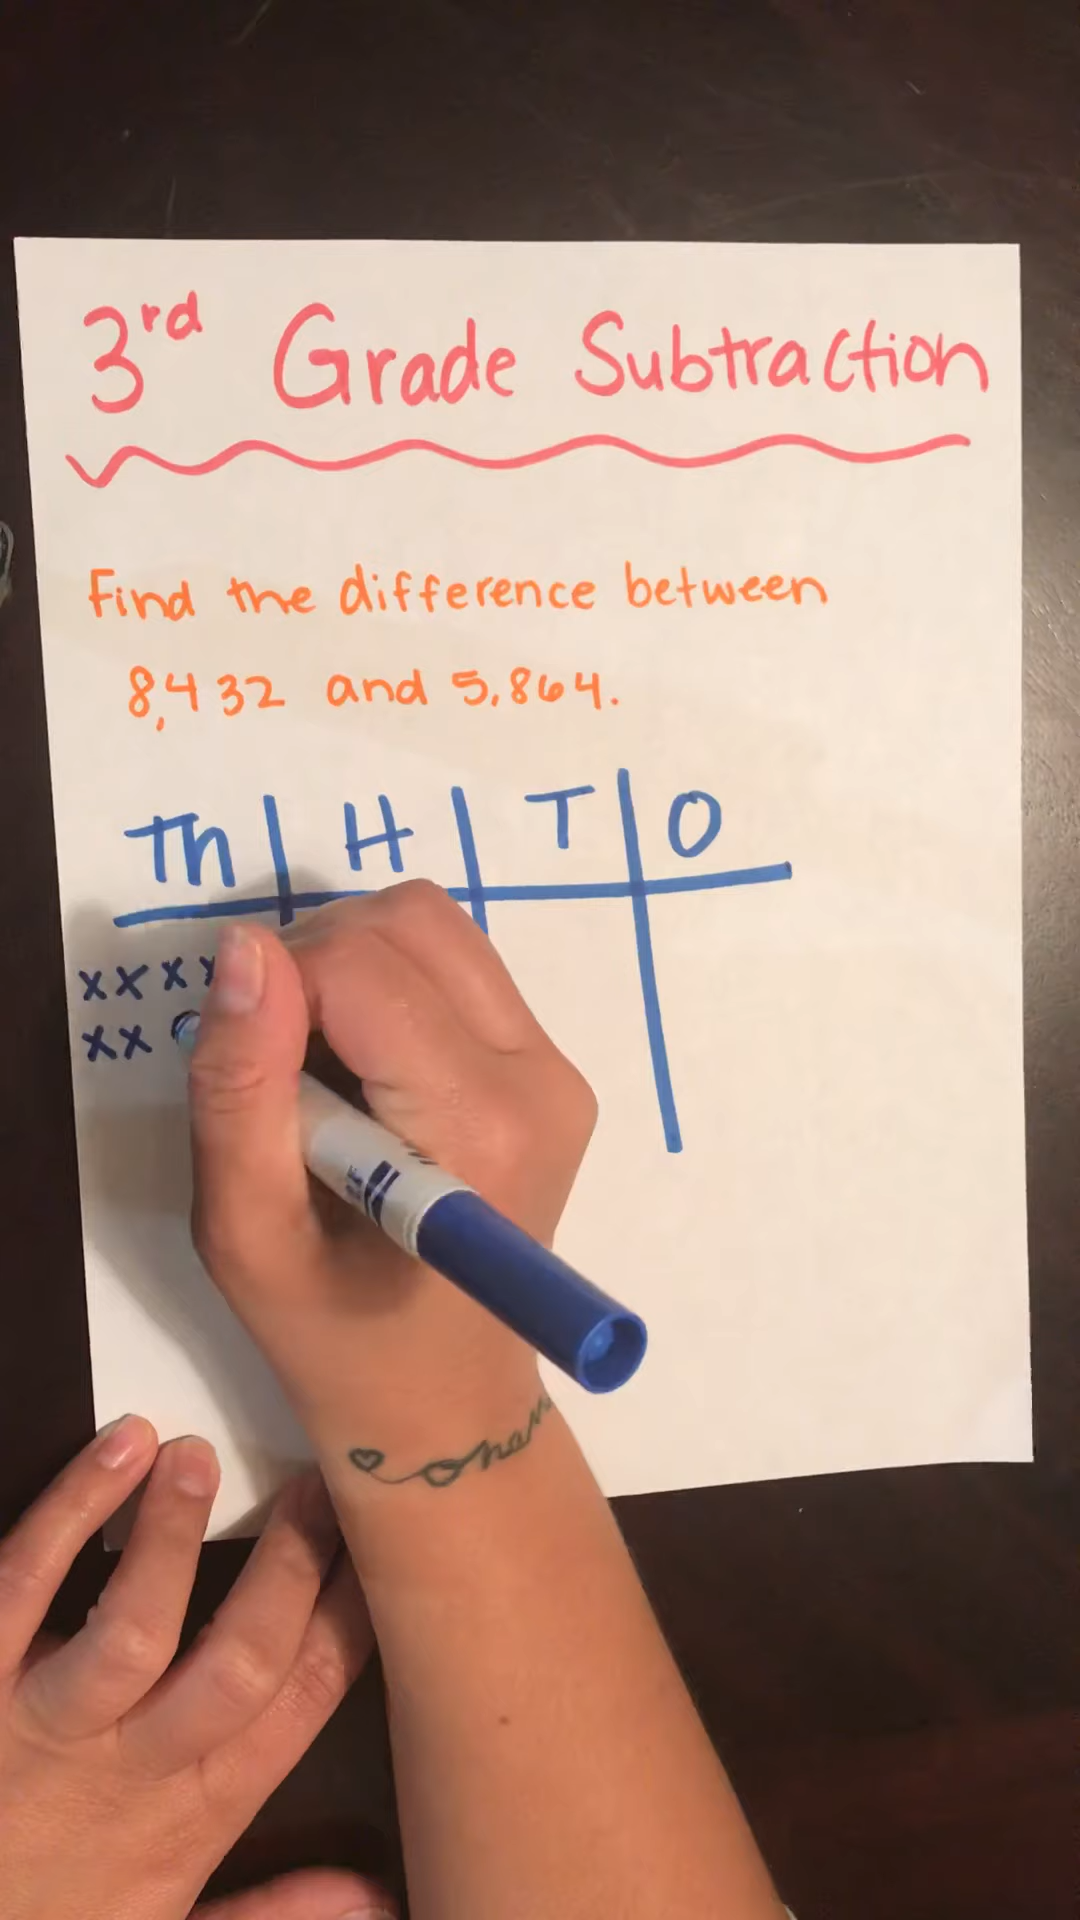 3rd Grade Subtraction
Find the difference between
8,432 and 5,864.
Th H T O
x x x x
x x